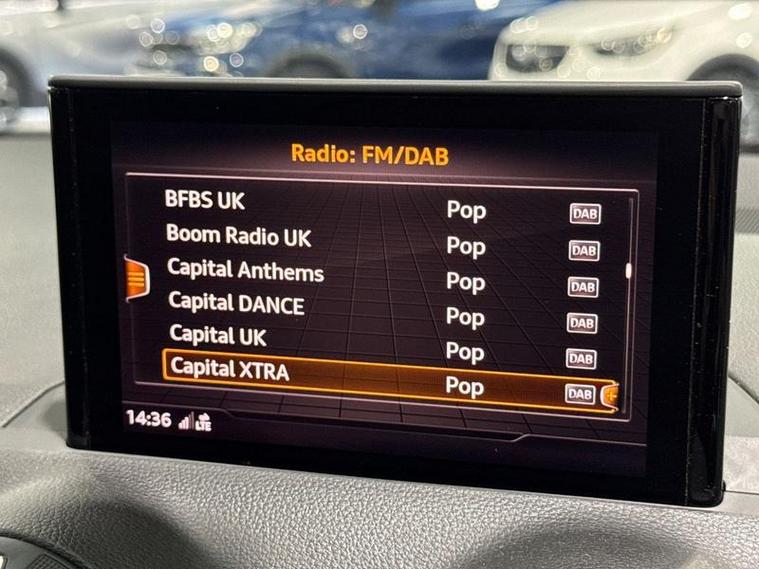 Radio: FM/DAB
BFBS UK Pop DAB
Boom Radio UK Pop DAB
Capital Anthems Pop DAB
Capital DANCE Pop DAB
Capital UK Pop DAB
Capital XTRA Pop DAB
14:36 LTE